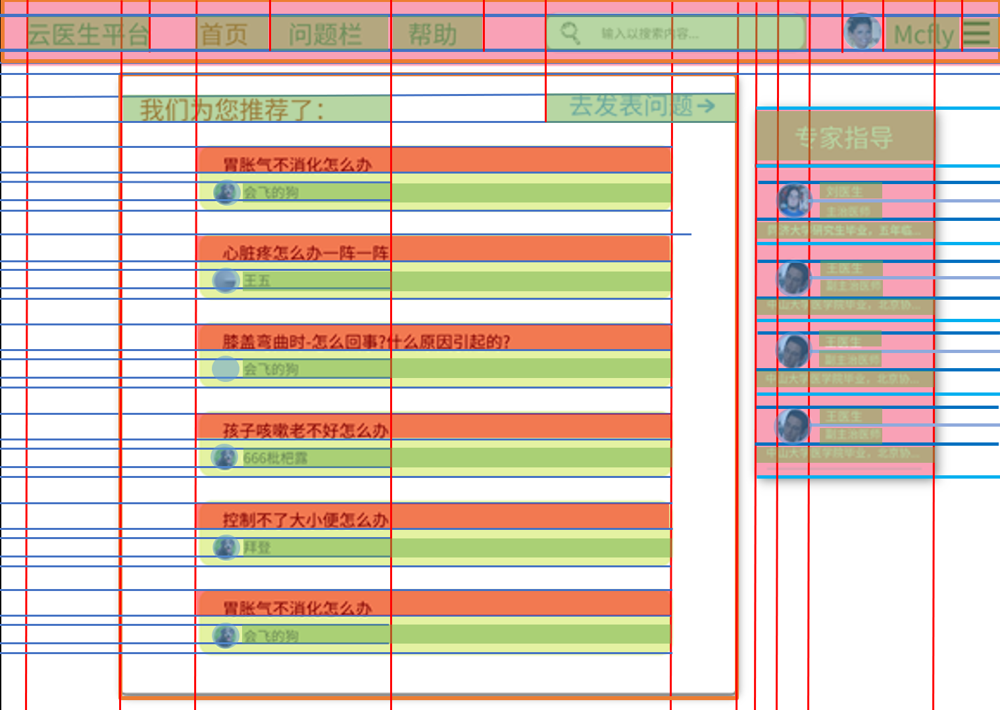 云医生平台 首页 问题栏 帮助 输入以搜索内容... Mcfly
我们为您推荐了：
去发表问题→
胃胀气不消化怎么办
会飞的狗
心脏疼怎么办一阵一阵
王五
膝盖弯曲时-怎么回事?什么原因引起的?
会飞的狗
孩子咳嗽老不好怎么办
666枇杷露
控制不了大小便怎么办
拜登
胃胀气不消化怎么办
会飞的狗
专家指导
刘医生
主治医师
同济大学研究生毕业，五年临...
王医生
副主治医师
中山大学医学院毕业，北京协...
王医生
副主治医师
中山大学医学院毕业，北京协...
王医生
副主治医师
中山大学医学院毕业，北京协...